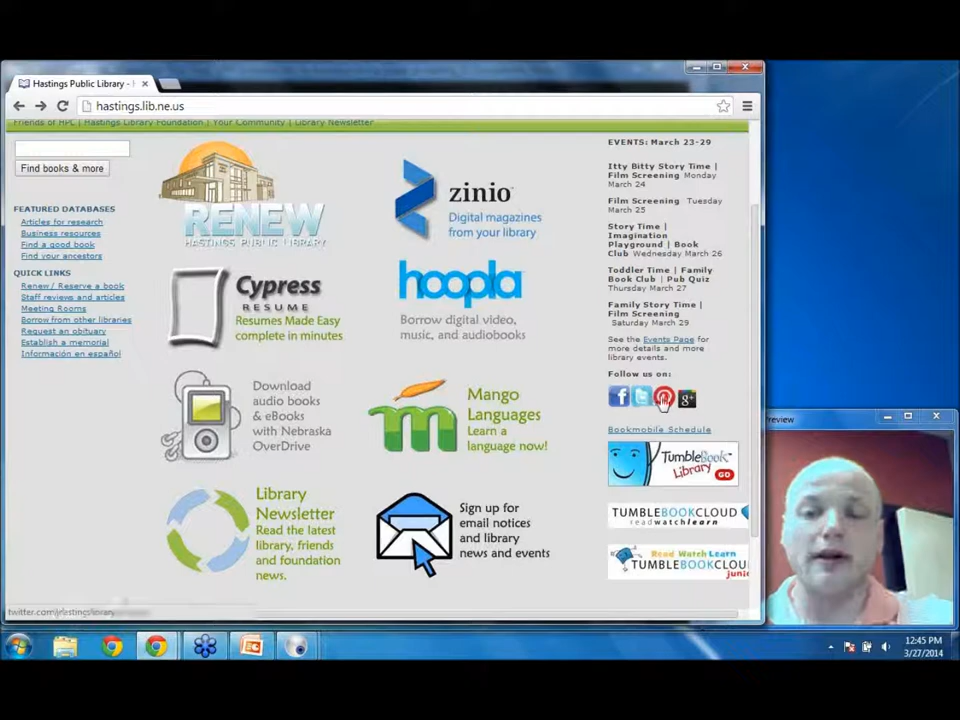 Hastings Public Library - 
hastings.lib.ne.us
Friends of HPL | Hastings Library Foundation | Your Community | Library Newsletter
Find books & more
FEATURED DATABASES
Articles for research
Business resources
Find a good book
Find your ancestors
QUICK LINKS
Renew / Reserve a book
Staff reviews and articles
Meeting Rooms
Borrow from other libraries
Request an obituary
Establish a memorial
Información en español
RENEW
HASTINGS PUBLIC LIBRARY
zinio
Digital magazines
from your library
Cypress
RESUME
Resumes Made Easy
complete in minutes
hoopla
Borrow digital video,
music, and audiobooks
Download
audio books
& eBooks
with Nebraska
OverDrive
m
Mango
Languages
Learn a
language now!
Library
Newsletter
Read the latest
library, friends
and foundation
news.
Sign up for
email notices
and library
news and events
EVENTS: March 23-29
Itty Bitty Story Time |
Film Screening Monday
March 24
Film Screening Tuesday
March 25
Story Time |
Imagination
Playground | Book
Club Wednesday March 26
Toddler Time | Family
Book Club | Pub Quiz
Thursday March 27
Family Story Time |
Film Screening
Saturday March 29
See the Events Page for
more details and more
library events.
Follow us on:
f
t
g+
Bookmobile Schedule
TumbleBook
Library
GO
TUMBLEBOOKCLOUD
readwatchlearn
Read Watch Learn
TUMBLEBOOKCLOUD
junio
review
12:45 PM
3/27/2014